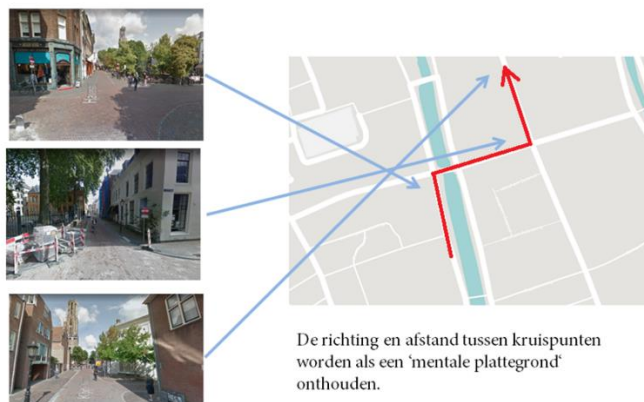 De richting en afstand tussen kruispunten
worden als een ‘mentale plattegrond‘
onthouden.